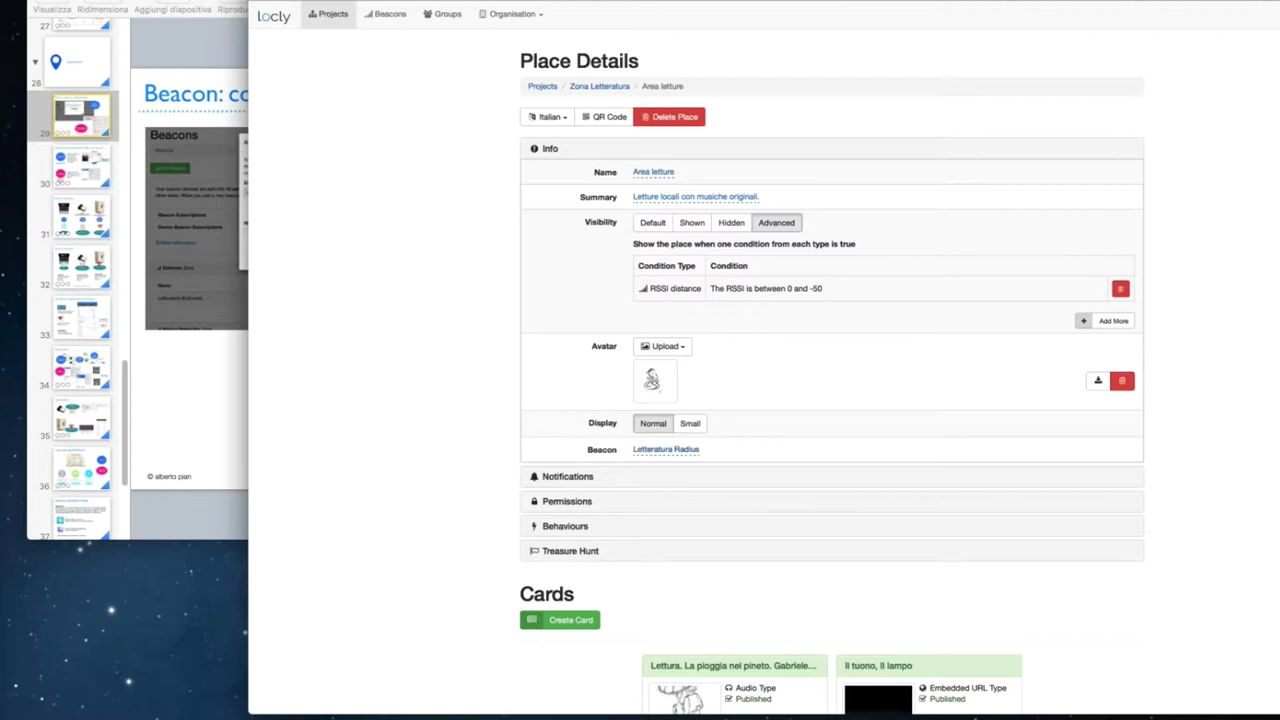 Visualizza Ridimensiona Aggiungi diapositiva
locly Projects Beacons Groups Organisation
27
28
29
30
31
32
33
34
35
36
37
Beacon: co
Beacons
© alberto pian
Place Details
Projects / Zona Letteratura / Area letture
Italian QR Code Delete Place
Info
Name Area letture
Summary Letture locali con musiche originali.
Visibility Default Shown Hidden Advanced
Show the place when one condition from each type is true
Condition Type Condition
RSSI distance The RSSI is between 0 and -50
+ Add More
Avatar Upload
Display Normal Small
Beacon Letteratura Radius
Notifications
Permissions
Behaviours
Treasure Hunt
Cards
Create Card
Lettura. La pioggia nel pineto. Gabriele...
Audio Type
Published
Il tuono, Il lampo
Embedded URL Type
Published